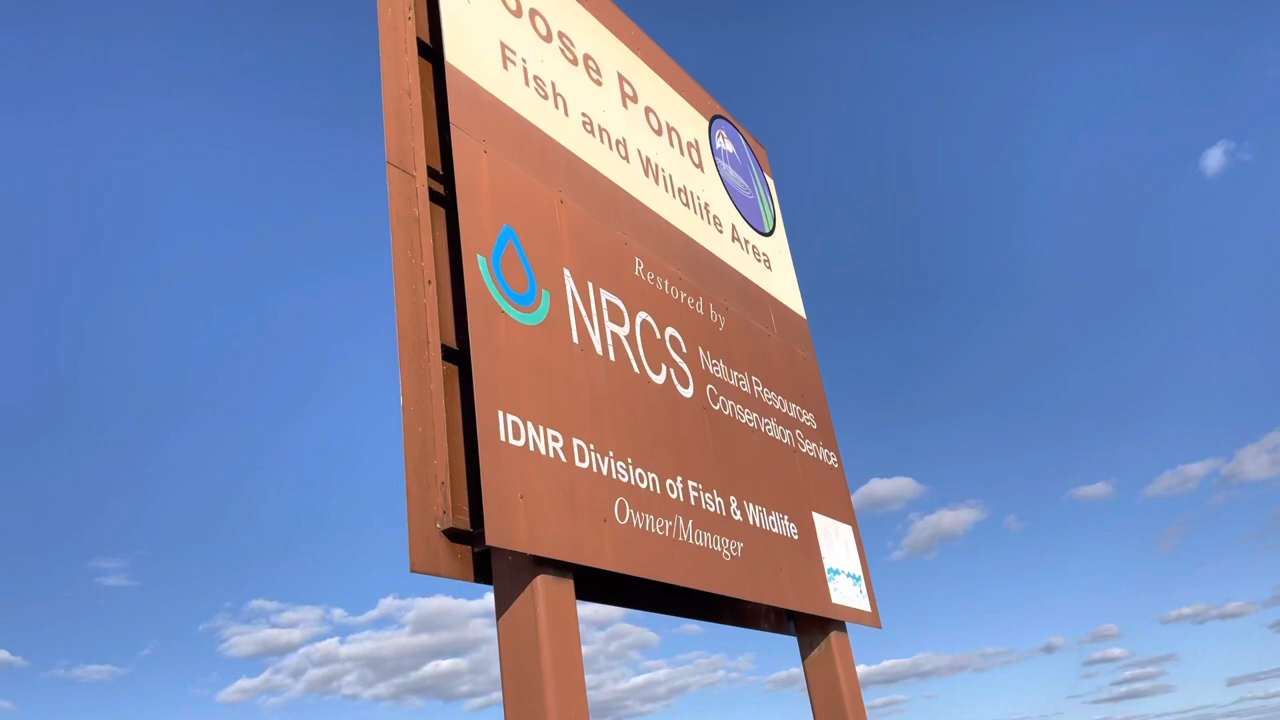 oose Pond
Fish and Wildlife Area
Restored by
NRCS
Natural Resources
Conservation Service
IDNR Division of Fish & Wildlife
Owner/Manager